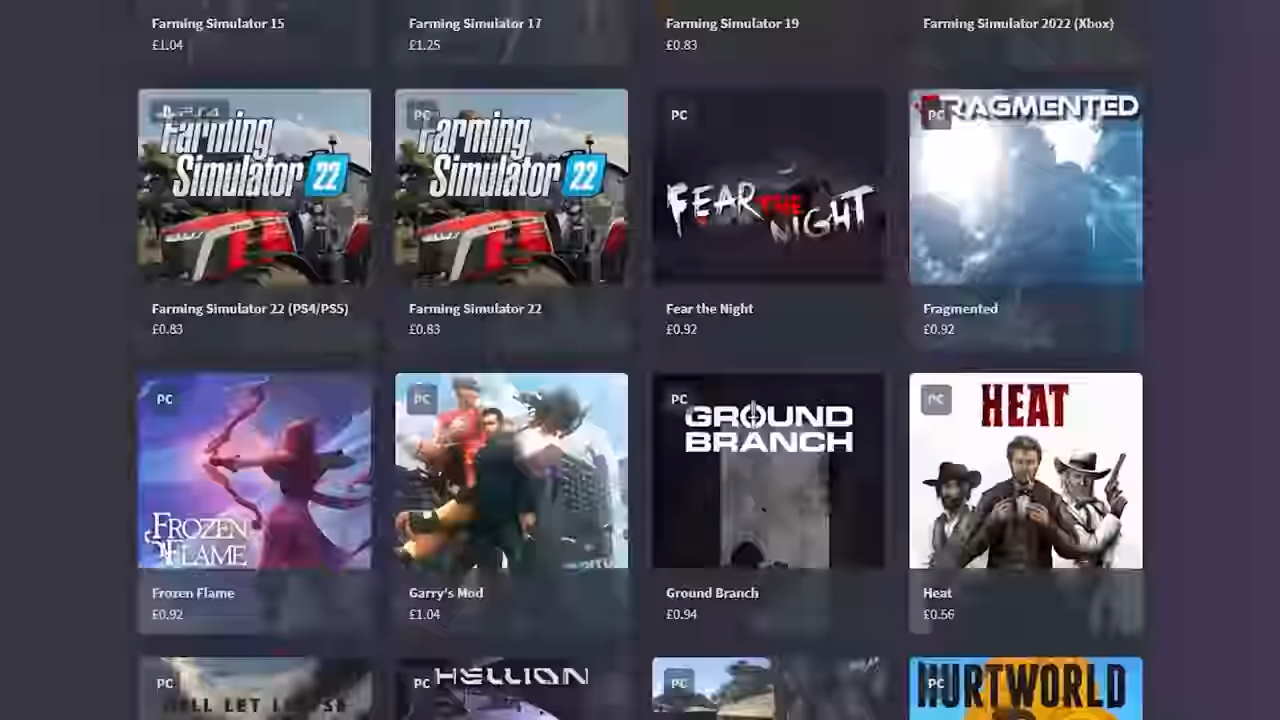 Farming Simulator 15
Farming Simulator 17
Farming Simulator 19
Farming Simulator 2022 (Xbox)
£1.04
£1.25
£0.83
PS4
Farming
Simulator 22
PC
Farming
Simulator 22
PC
FEAR THE
NIGHT
PC
FRAGMENTED
Farming Simulator 22 (PS4/PS5)
Farming Simulator 22
Fear the Night
Fragmented
£0.83
£0.83
£0.92
£0.92
PC
FROZEN
FLAME
PC
PC
GROUND
BRANCH
PC
HEAT
Frozen Flame
Garry's Mod
Ground Branch
Heat
£0.92
£1.04
£0.94
£0.56
PC
HELL LET LOOSE
PC
HELLION
PC
PC
HURTWORLD